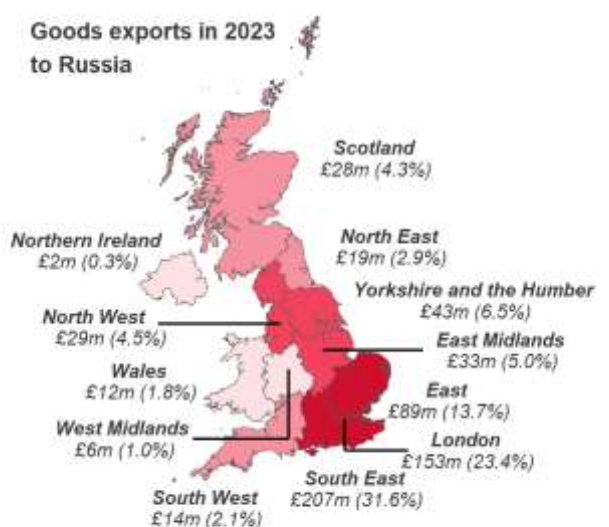 Goods exports in 2023
to Russia
Scotland
£28m (4.3%)
Northern Ireland
£2m (0.3%)
North East
£19m (2.9%)
Yorkshire and the Humber
£43m (6.5%)
North West
£29m (4.5%)
East Midlands
£33m (5.0%)
Wales
£12m (1.8%)
East
£89m (13.7%)
West Midlands
£6m (1.0%)
London
£153m (23.4%)
South East
£207m (31.6%)
South West
£14m (2.1%)